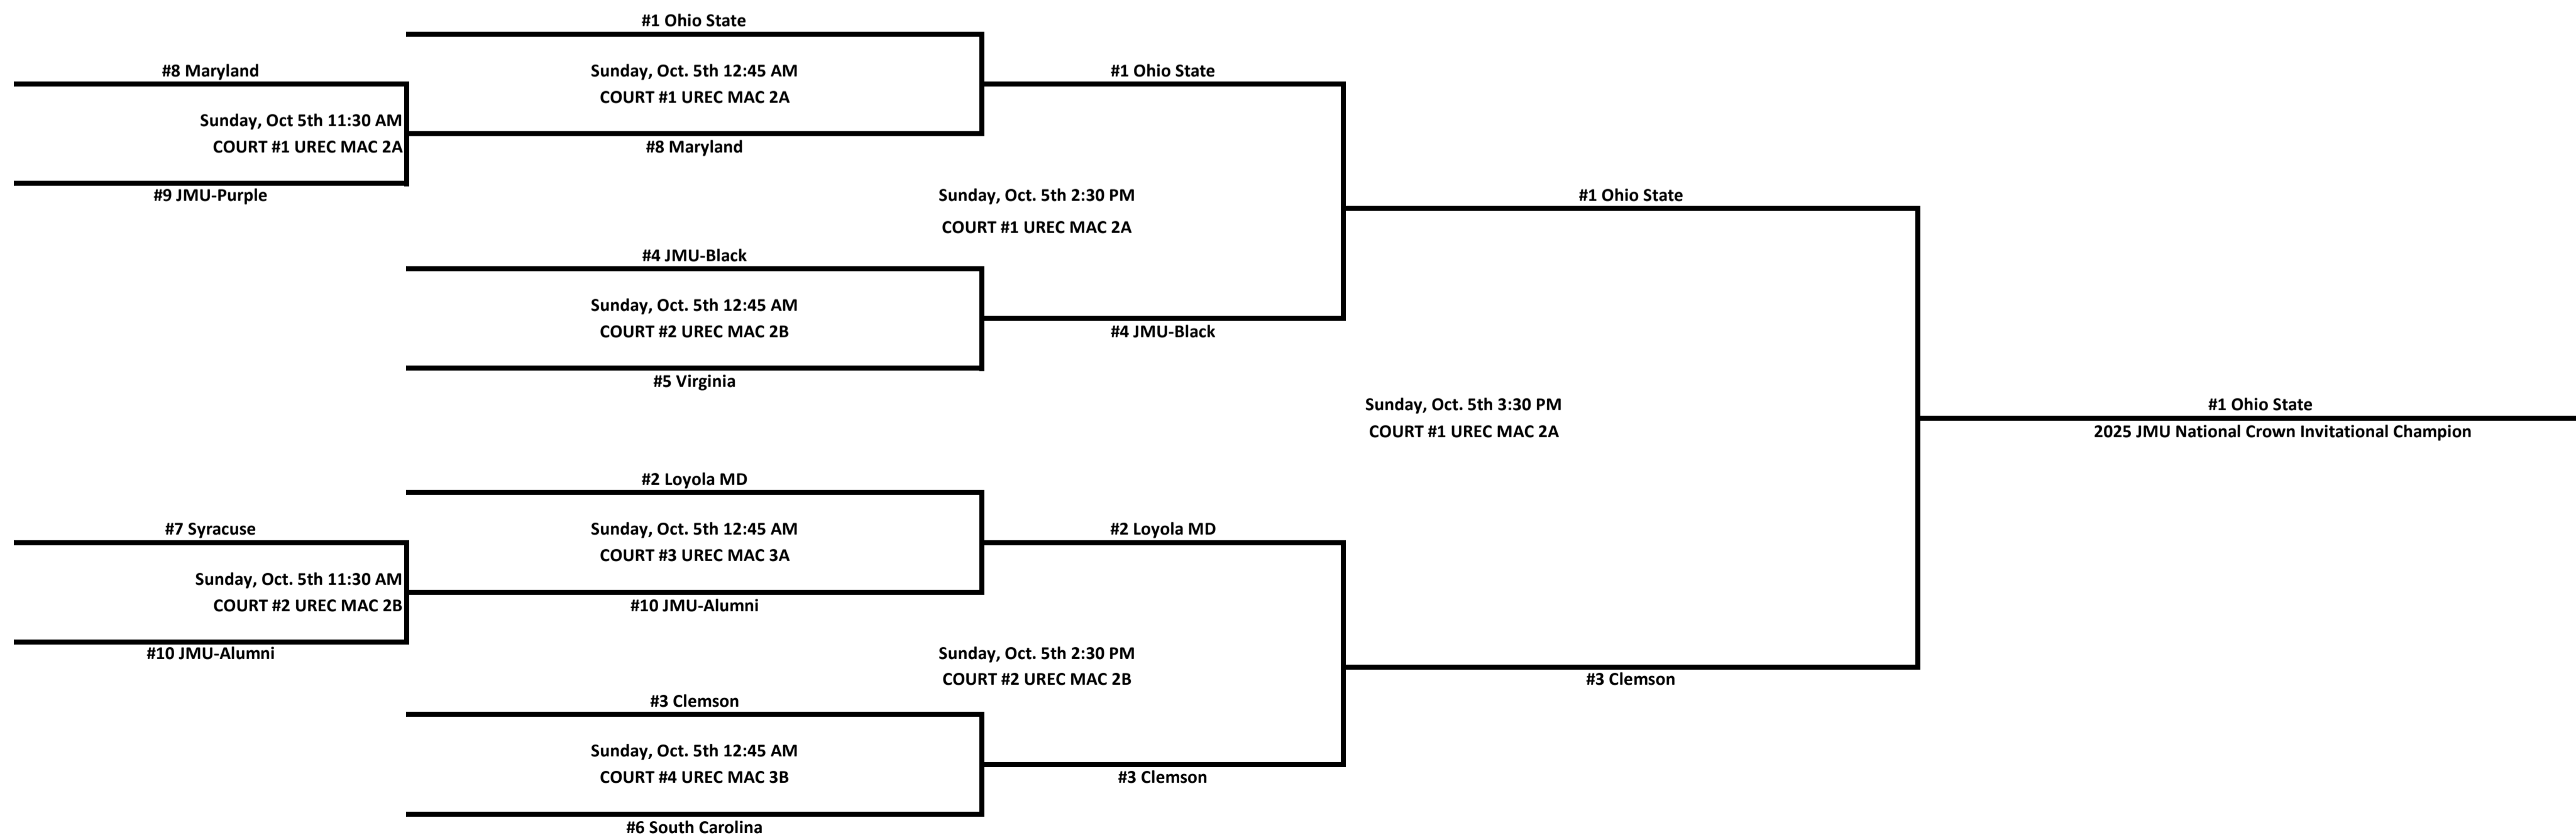 #1 Ohio State
#8 Maryland
Sunday, Oct. 5th 12:45 AM
#1 Ohio State
COURT #1 UREC MAC 2A
Sunday, Oct 5th 11:30 AM
COURT #1 UREC MAC 2A
#8 Maryland
#9 JMU-Purple
Sunday, Oct. 5th 2:30 PM
#1 Ohio State
COURT #1 UREC MAC 2A
#4 JMU-Black
Sunday, Oct. 5th 12:45 AM
COURT #2 UREC MAC 2B
#4 JMU-Black
#5 Virginia
Sunday, Oct. 5th 3:30 PM
#1 Ohio State
COURT #1 UREC MAC 2A
2025 JMU National Crown Invitational Champion
#2 Loyola MD
#7 Syracuse
Sunday, Oct. 5th 12:45 AM
#2 Loyola MD
COURT #3 UREC MAC 3A
Sunday, Oct. 5th 11:30 AM
COURT #2 UREC MAC 2B
#10 JMU-Alumni
#10 JMU-Alumni
Sunday, Oct. 5th 2:30 PM
COURT #2 UREC MAC 2B
#3 Clemson
#3 Clemson
Sunday, Oct. 5th 12:45 AM
COURT #4 UREC MAC 3B
#3 Clemson
#6 South Carolina